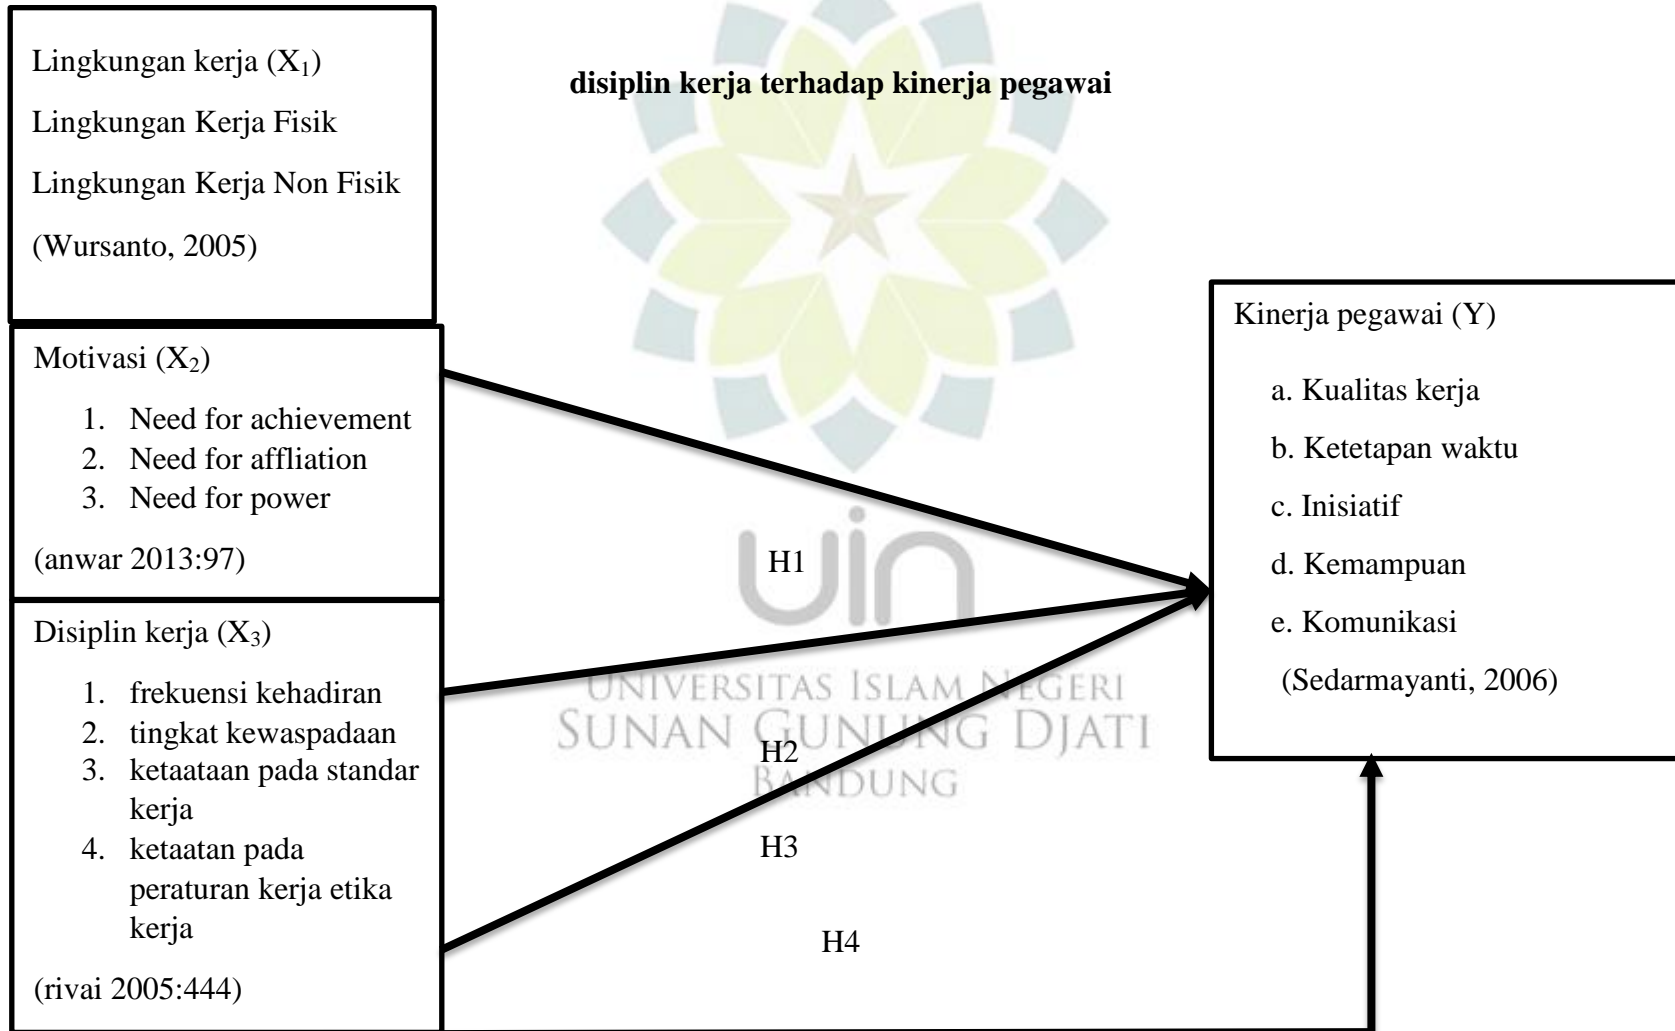 disiplin kerja terhadap kinerja pegawai
Lingkungan kerja (X₁)
Lingkungan Kerja Fisik
Lingkungan Kerja Non Fisik
(Wursanto, 2005)
Motivasi (X₂)
1. Need for achievement
2. Need for affliation
3. Need for power
(anwar 2013:97)
Disiplin kerja (X₃)
1. frekuensi kehadiran
2. tingkat kewaspadaan
3. ketaataan pada standar
kerja
4. ketaatan pada
peraturan kerja etika
kerja
(rivai 2005:444)
H1
H2
H3
H4
Kinerja pegawai (Y)
a. Kualitas kerja
b. Ketetapan waktu
c. Inisiatif
d. Kemampuan
e. Komunikasi
(Sedarmayanti, 2006)
uin
UNIVERSITAS ISLAM NEGERI
SUNAN GUNUNG DJATI
BANDUNG